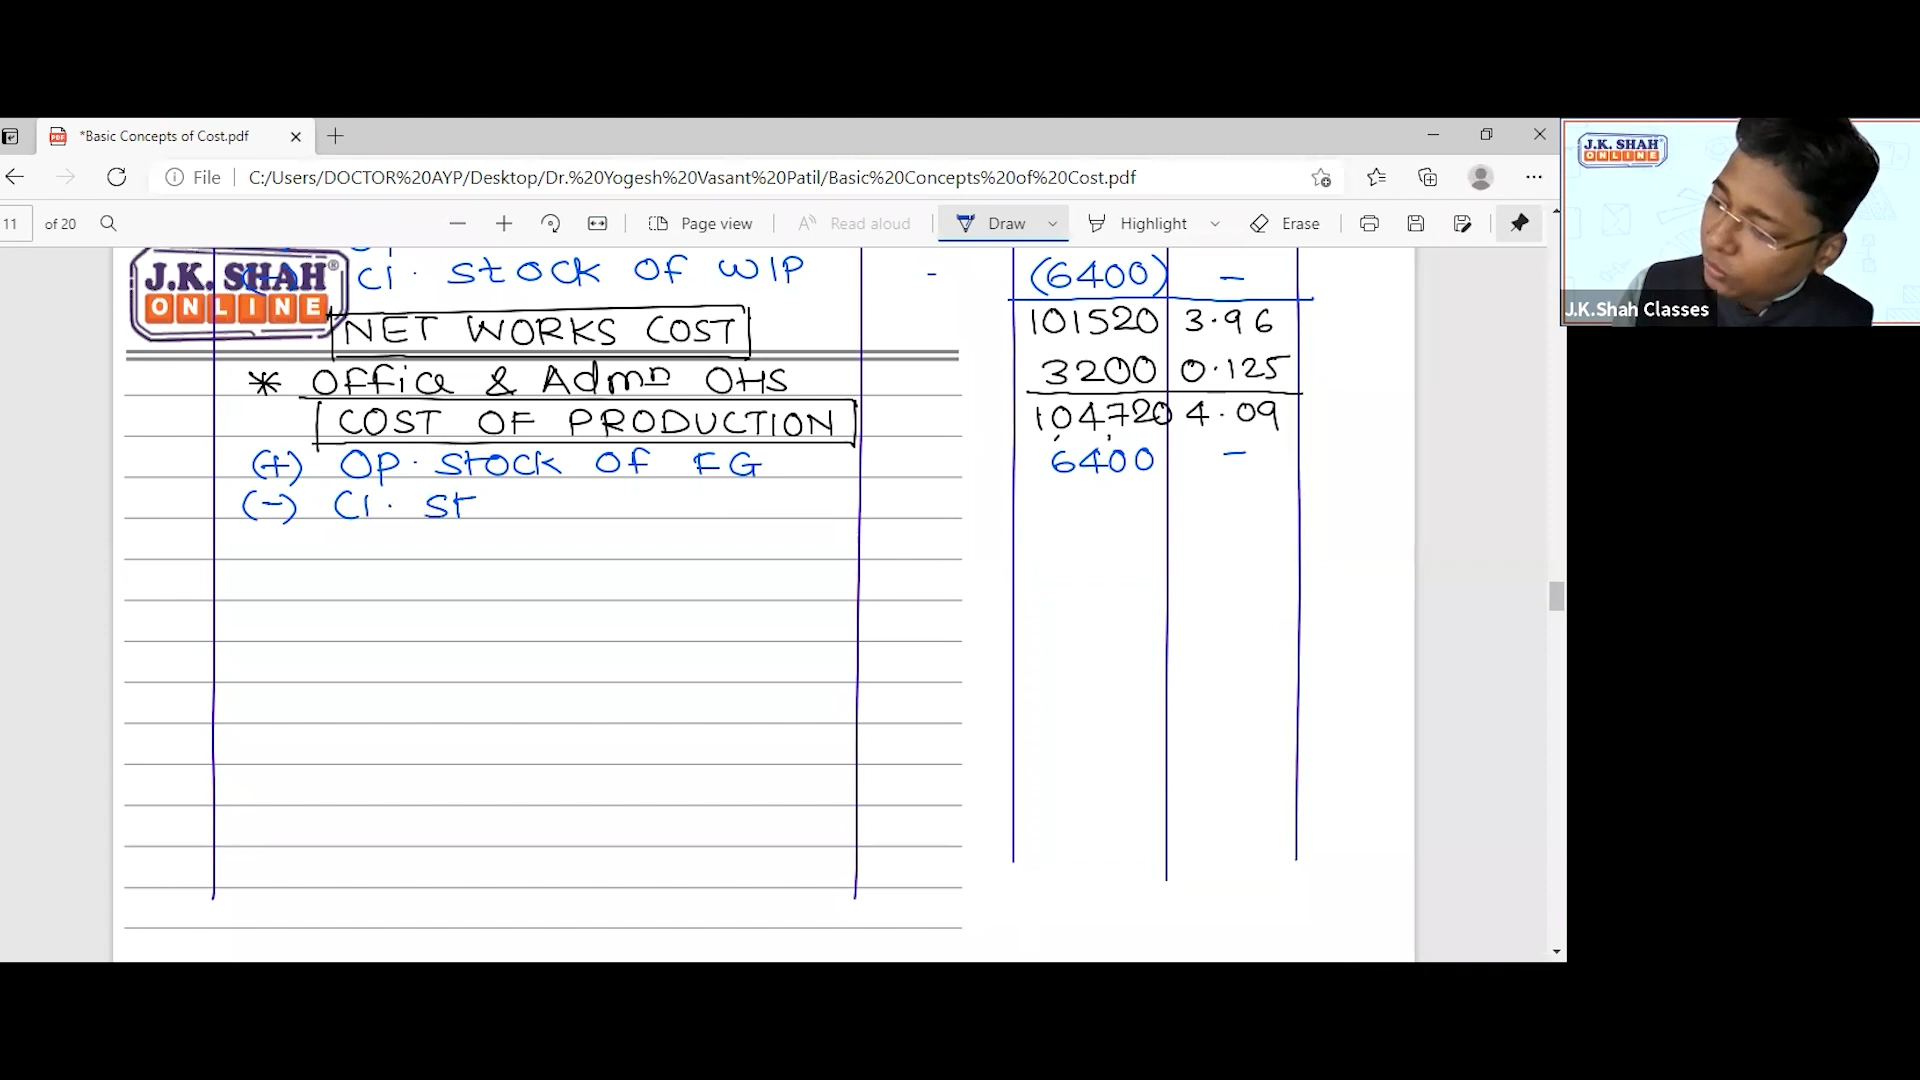 *Basic Concepts of Cost.pdf
File C:/Users/DOCTOR%20AYP/Desktop/Dr.%20Yogesh%20Vasant%20Patil/Basic%20Concepts%20of%20Cost.pdf
11 of 20 Page view Read aloud Draw Highlight Erase
J.K. SHAH®
ONLINE
(-) Cl. Stock OF WIP - (6400) -
NET WORKS COST 101520 3.96
* Office & Admn OHS 3200 0.125
COST OF PRODUCTION 104720 4.09
(+) OP. Stock OF FG 6400 -
(-) Cl. St
J.K. SHAH®
ONLINE
J.K.Shah Classes